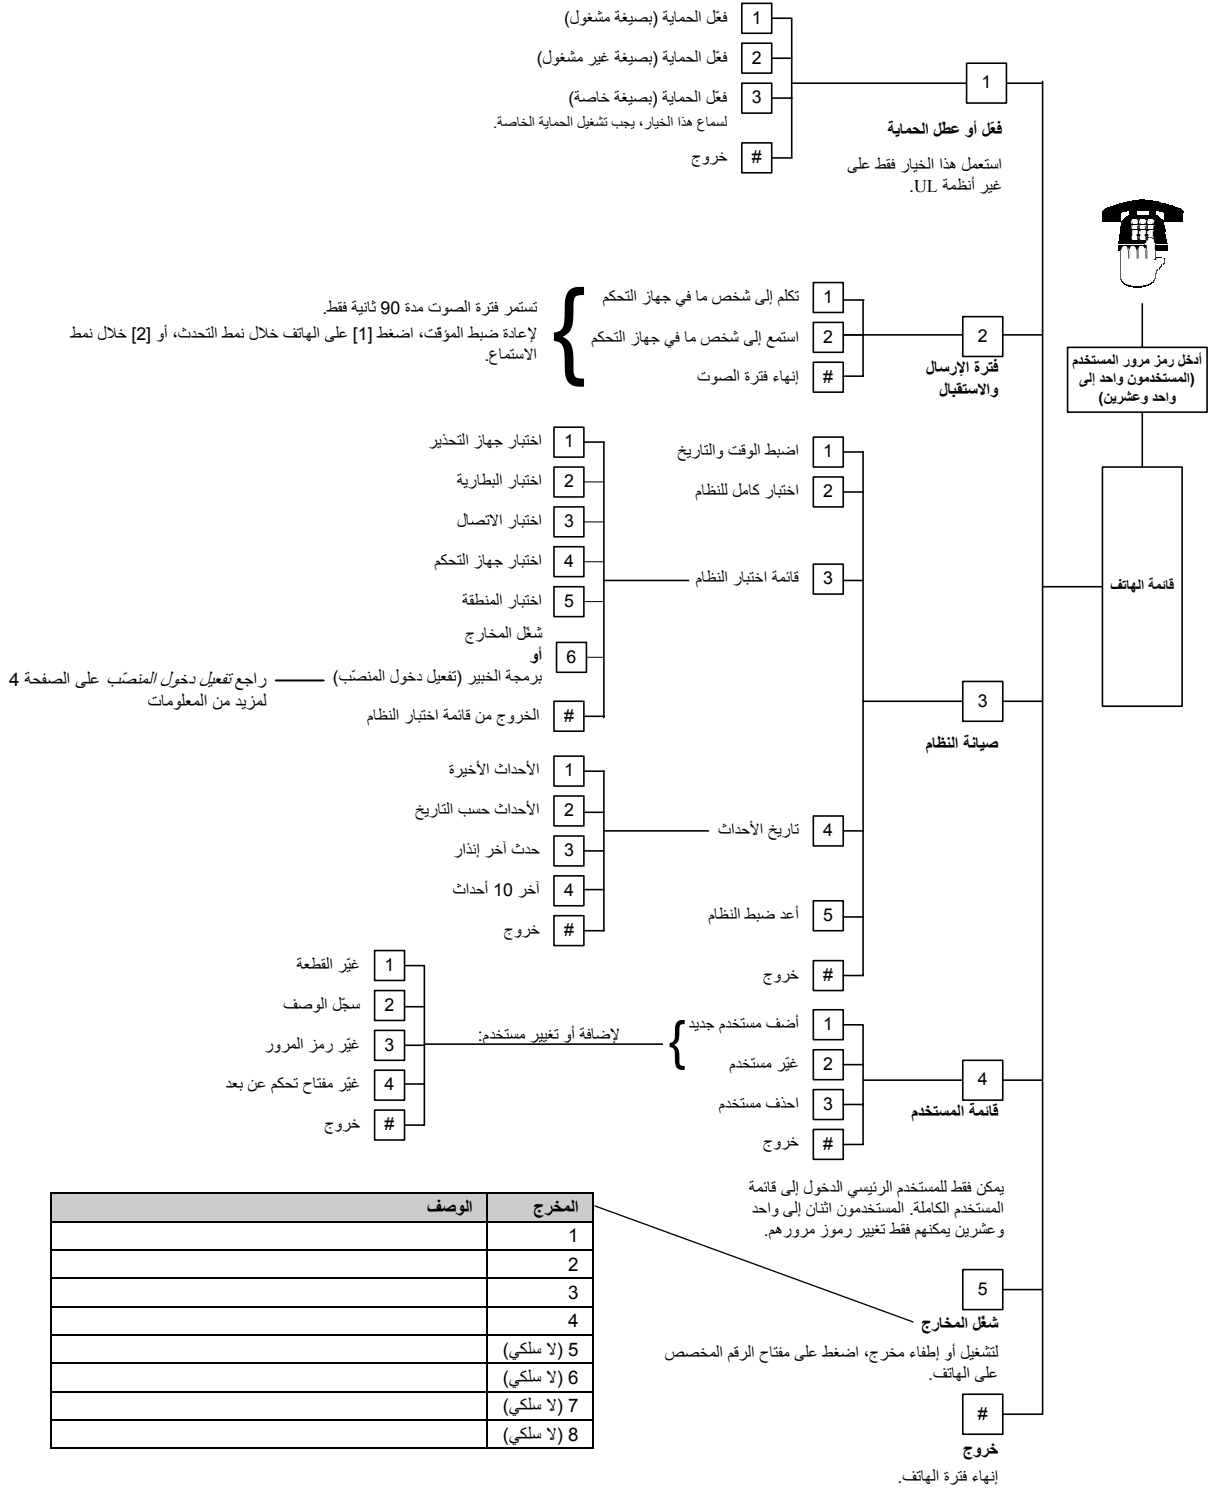 1 فعّل الحماية (بصيغة مشغول)
2 فعّل الحماية (بصيغة غير مشغول)
3 فعّل الحماية (بصيغة خاصة)
لسماع هذا الخيار، يجب تشغيل الحماية الخاصة.
# خروج
1
فعّل أو عطّل الحماية
استعمل هذا الخيار فقط على
غير أنظمة UL.
أدخل رمز مرور المستخدم
(المستخدمون واحد إلى
واحد وعشرين)
قائمة الهاتف
2
فترة الإرسال
والاستقبال
1 تكلم إلى شخص ما في جهاز التحكم
2 استمع إلى شخص ما في جهاز التحكم
# إنهاء فترة الصوت
تستمر فترة الصوت مدة 90 ثانية فقط.
لإعادة ضبط المؤقّت، اضغط [1] على الهاتف خلال نمط التحدث، أو [2] خلال نمط
الاستماع.
3
صيانة النظام
1 اضبط الوقت والتاريخ
2 اختبار كامل للنظام
3 قائمة اختبار النظام
1 اختبار جهاز التحذير
2 اختبار البطارية
3 اختبار الاتصال
4 اختبار جهاز التحكم
5 اختبار المنطقة
6 شغّل المخارج
أو
برمجة الخبير (تفعيل دخول المنصّب)
راجع تفعيل دخول المنصّب على الصفحة 4
لمزيد من المعلومات
# الخروج من قائمة اختبار النظام
4 تاريخ الأحداث
1 الأحداث الأخيرة
2 الأحداث حسب التاريخ
3 حدث آخر إنذار
4 آخر 10 أحداث
# خروج
5 أعد ضبط النظام
# خروج
4
قائمة المستخدم
1 أضف مستخدم جديد
2 غيّر مستخدم
3 احذف مستخدم
# خروج
لإضافة أو تغيير مستخدم:
1 غيّر القطعة
2 سجّل الوصف
3 غيّر رمز المرور
4 غيّر مفتاح تحكم عن بعد
# خروج
يمكن فقط للمستخدم الرئيسي الدخول إلى قائمة
المستخدم الكاملة. المستخدمون اثنان إلى واحد
وعشرين يمكنهم فقط تغيير رموز مرورهم.
5
شغّل المخارج
لتشغيل أو إطفاء مخرج، اضغط على مفتاح الرقم المخصص
على الهاتف.
المخرج الوصف
1
2
3
4
5 (لا سلكي)
6 (لا سلكي)
7 (لا سلكي)
8 (لا سلكي)
#
خروج
إنهاء فترة الهاتف.